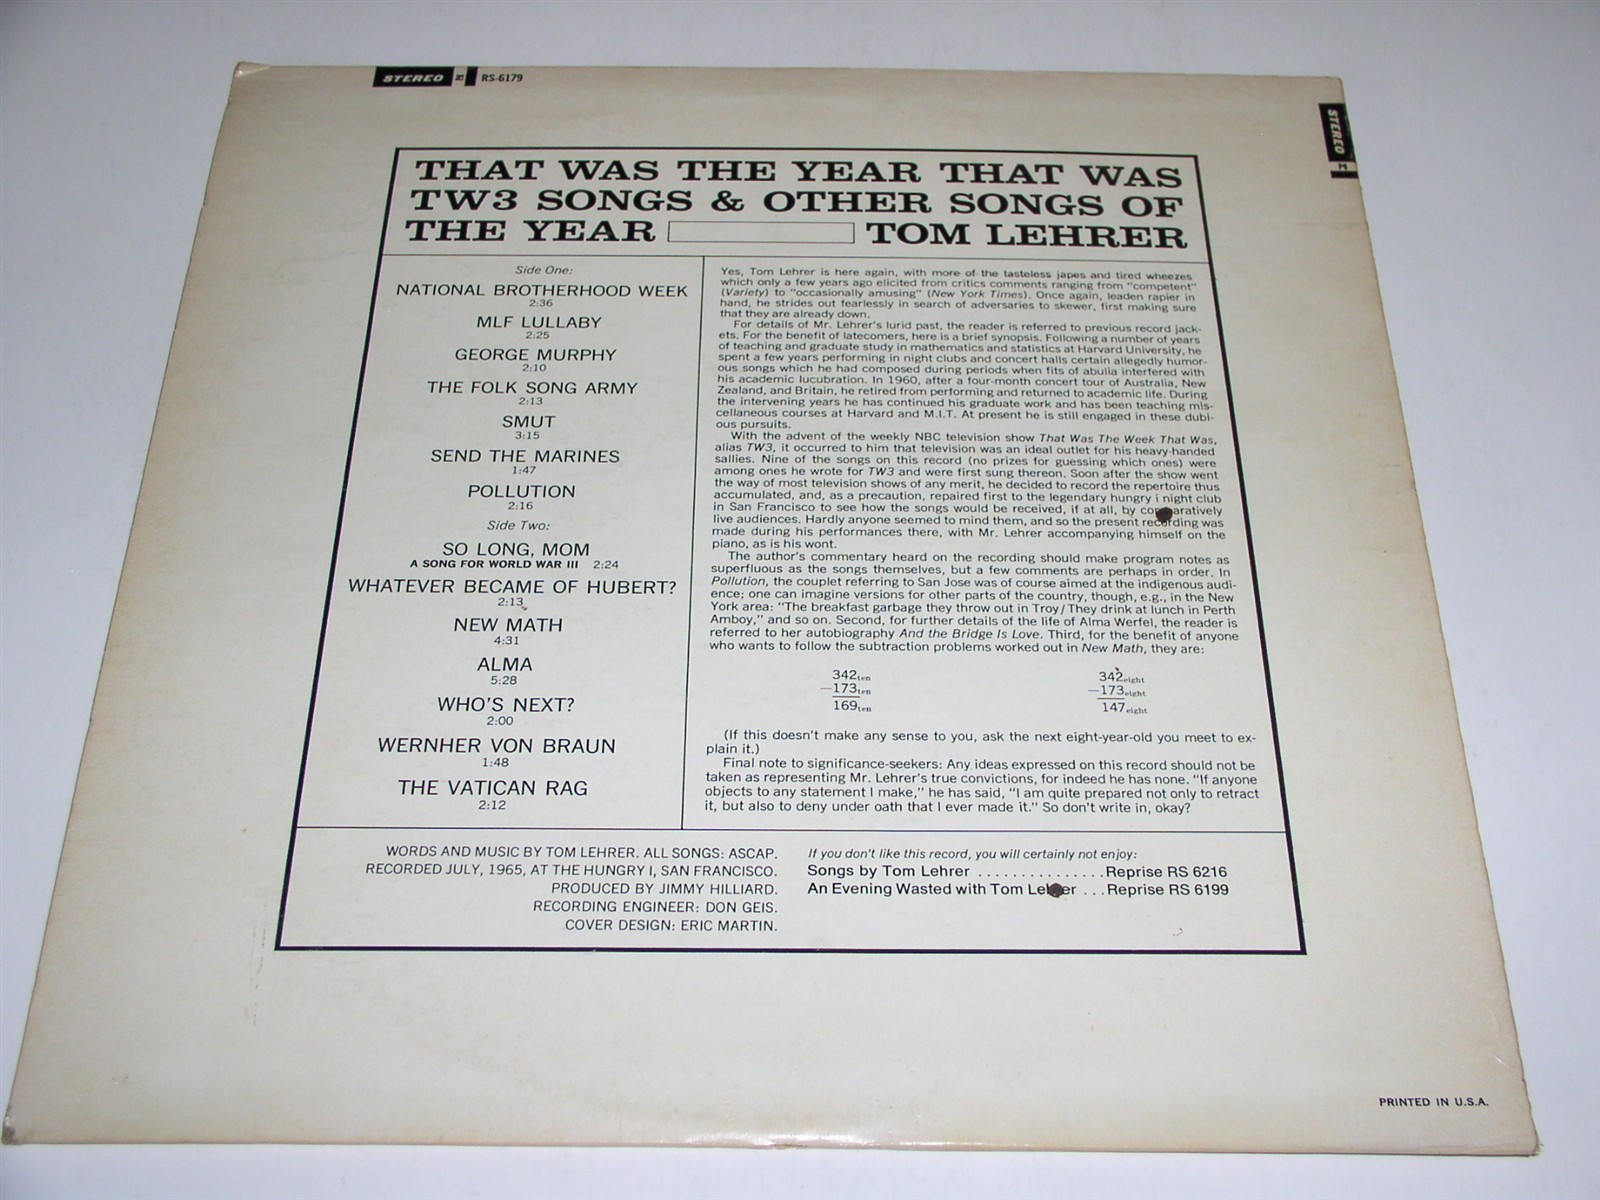 STEREO RS-6179
STEREO
THAT WAS THE YEAR THAT WAS
TW3 SONGS & OTHER SONGS OF
THE YEAR TOM LEHRER
Side One:
NATIONAL BROTHERHOOD WEEK
2:36
MLF LULLABY
2:25
GEORGE MURPHY
2:10
THE FOLK SONG ARMY
2:13
SMUT
3:15
SEND THE MARINES
1:47
POLLUTION
2:16
Side Two:
SO LONG, MOM
A SONG FOR WORLD WAR III 2:24
WHATEVER BECAME OF HUBERT?
2:13
NEW MATH
4:31
ALMA
5:28
WHO'S NEXT?
2:00
WERNHER VON BRAUN
1:48
THE VATICAN RAG
2:12
Yes, Tom Lehrer is here again, with more of the tasteless japes and tired wheezes
which only a few years ago elicited from critics comments ranging from "competent"
(Variety) to "occasionally amusing" (New York Times). Once again, leaden rapier in
hand, he strides out fearlessly in search of adversaries to skewer, first making sure
that they are already down.
For details of Mr. Lehrer's lurid past, the reader is referred to previous record jack-
ets. For the benefit of latecomers, here is a brief synopsis. Following a number of years
of teaching and graduate study in mathematics and statistics at Harvard University, he
spent a few years performing in night clubs and concert halls certain allegedly humor-
ous songs which he had composed during periods when fits of abulia interfered with
his academic lucubration. In 1960, after a four-month concert tour of Australia, New
Zealand, and Britain, he retired from performing and returned to academic life. During
the intervening years he has continued his graduate work and has been teaching mis-
cellaneous courses at Harvard and M.I.T. At present he is still engaged in these dubi-
ous pursuits.
With the advent of the weekly NBC television show That Was The Week That Was,
alias TW3, it occurred to him that television was an ideal outlet for his heavy-handed
sallies. Nine of the songs on this record (no prizes for guessing which ones) were
among ones he wrote for TW3 and were first sung thereon. Soon after the show went
the way of most television shows of any merit, he decided to record the repertoire thus
accumulated, and, as a precaution, repaired first to the legendary hungry i night club
in San Francisco to see how the songs would be received, if at all, by comparatively
live audiences. Hardly anyone seemed to mind them, and so the present recording was
made during his performances there, with Mr. Lehrer accompanying himself on the
piano, as is his wont.
The author's commentary heard on the recording should make program notes as
superfluous as the songs themselves, but a few comments are perhaps in order. In
Pollution, the couplet referring to San Jose was of course aimed at the indigenous audi-
ence; one can imagine versions for other parts of the country, though, e.g., in the New
York area: "The breakfast garbage they throw out in Troy/They drink at lunch in Perth
Amboy," and so on. Second, for further details of the life of Alma Werfel, the reader is
referred to her autobiography And the Bridge Is Love. Third, for the benefit of anyone
who wants to follow the subtraction problems worked out in New Math, they are:
342ten 342eight
—173ten —173eight
169ten 147eight
(If this doesn't make any sense to you, ask the next eight-year-old you meet to ex-
plain it.)
Final note to significance-seekers: Any ideas expressed on this record should not be
taken as representing Mr. Lehrer's true convictions, for indeed he has none. "If anyone
objects to any statement I make," he has said, "I am quite prepared not only to retract
it, but also to deny under oath that I ever made it." So don't write in, okay?
WORDS AND MUSIC BY TOM LEHRER. ALL SONGS: ASCAP.
RECORDED JULY, 1965, AT THE HUNGRY I, SAN FRANCISCO.
PRODUCED BY JIMMY HILLIARD.
RECORDING ENGINEER: DON GEIS.
COVER DESIGN: ERIC MARTIN.
If you don't like this record, you will certainly not enjoy:
Songs by Tom Lehrer . . . . . . . . . . . . . . . Reprise RS 6216
An Evening Wasted with Tom Lehrer . . . Reprise RS 6199
PRINTED IN U.S.A.